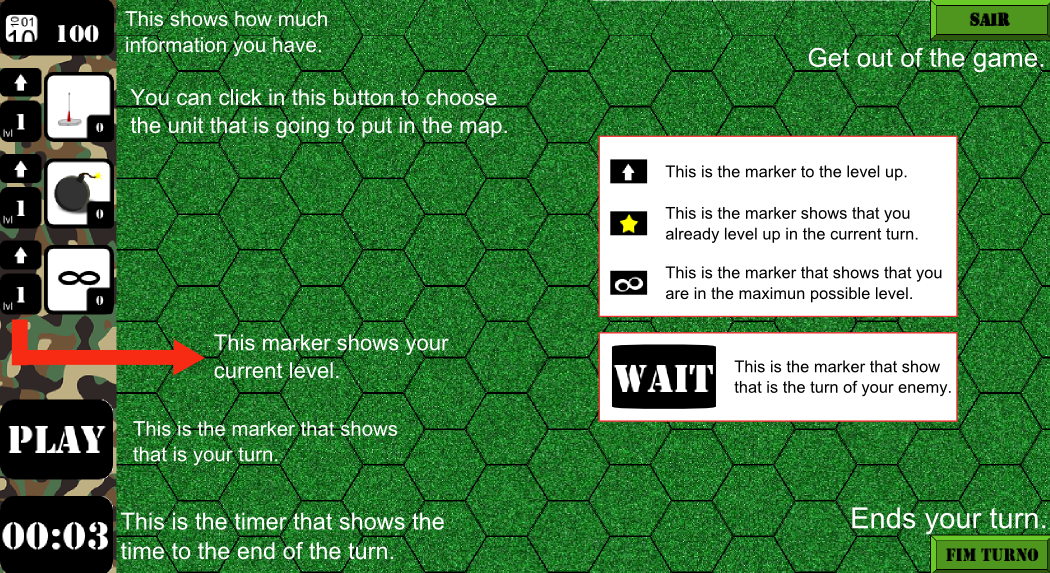 10 01
10
100
This shows how much
information you have.
SAIR
Get out of the game.
You can click in this button to choose
the unit that is going to put in the map.
lvl 1
0
lvl 1
0
lvl 1
0
This is the marker to the level up.
This is the marker shows that you
already level up in the current turn.
This is the marker that shows that you
are in the maximun possible level.
This marker shows your
current level.
WAIT
This is the marker that show
that is the turn of your enemy.
PLAY
This is the marker that shows
that is your turn.
00:03
This is the timer that shows the
time to the end of the turn.
Ends your turn.
FIM TURNO